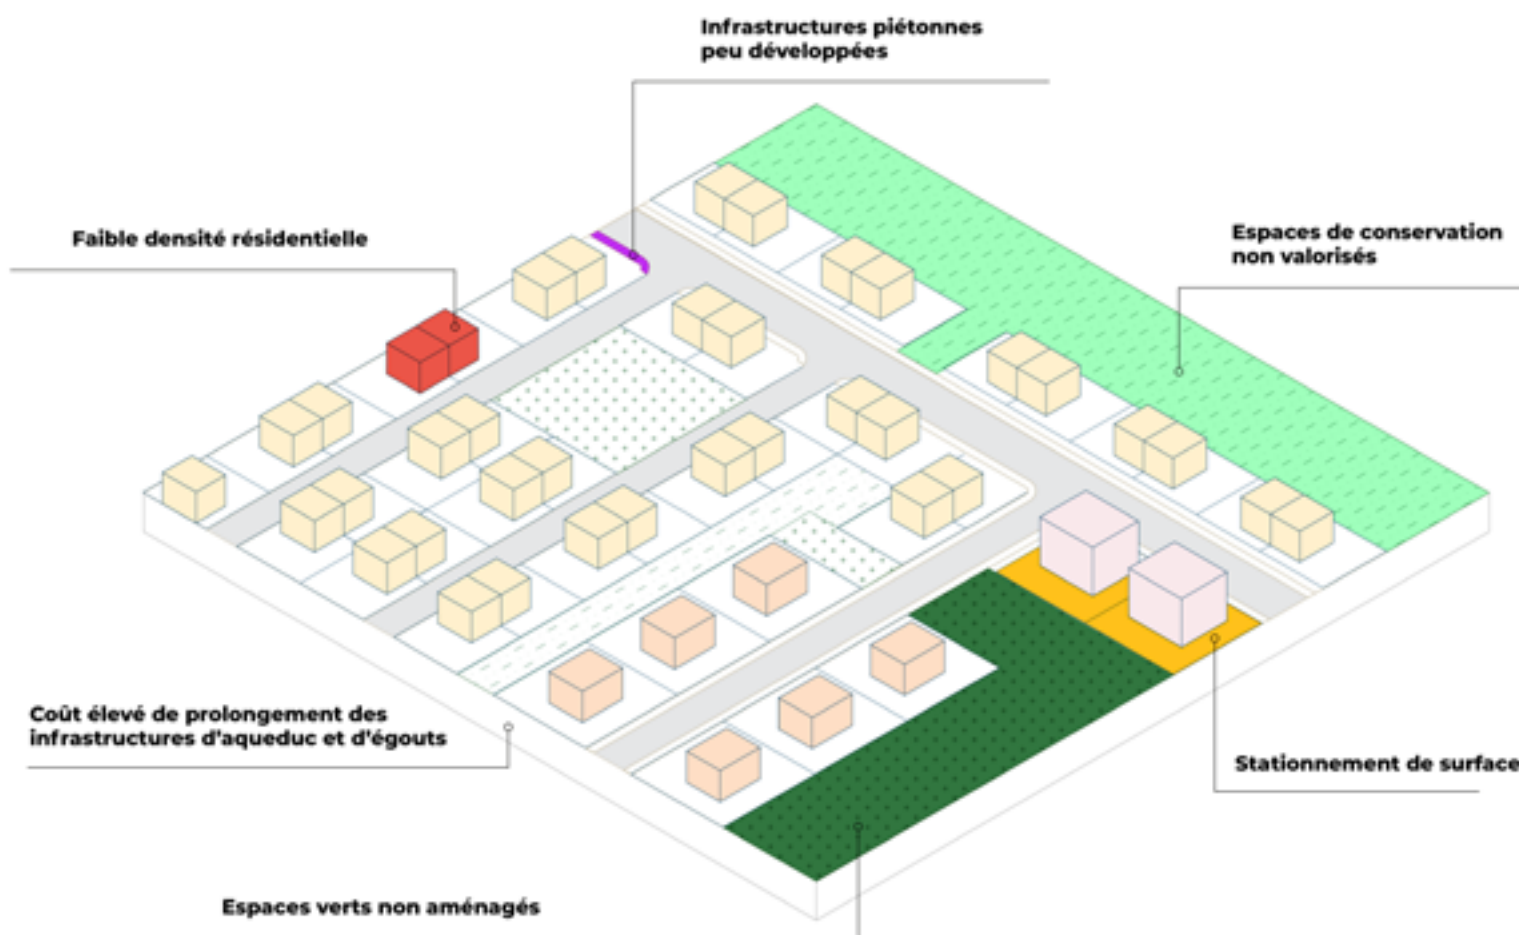 Infrastructures piétonnes
peu développées
Faible densité résidentielle
Espaces de conservation
non valorisés
Coût élevé de prolongement des
infrastructures d'aqueduc et d'égouts
Stationnement de surface
Espaces verts non aménagés